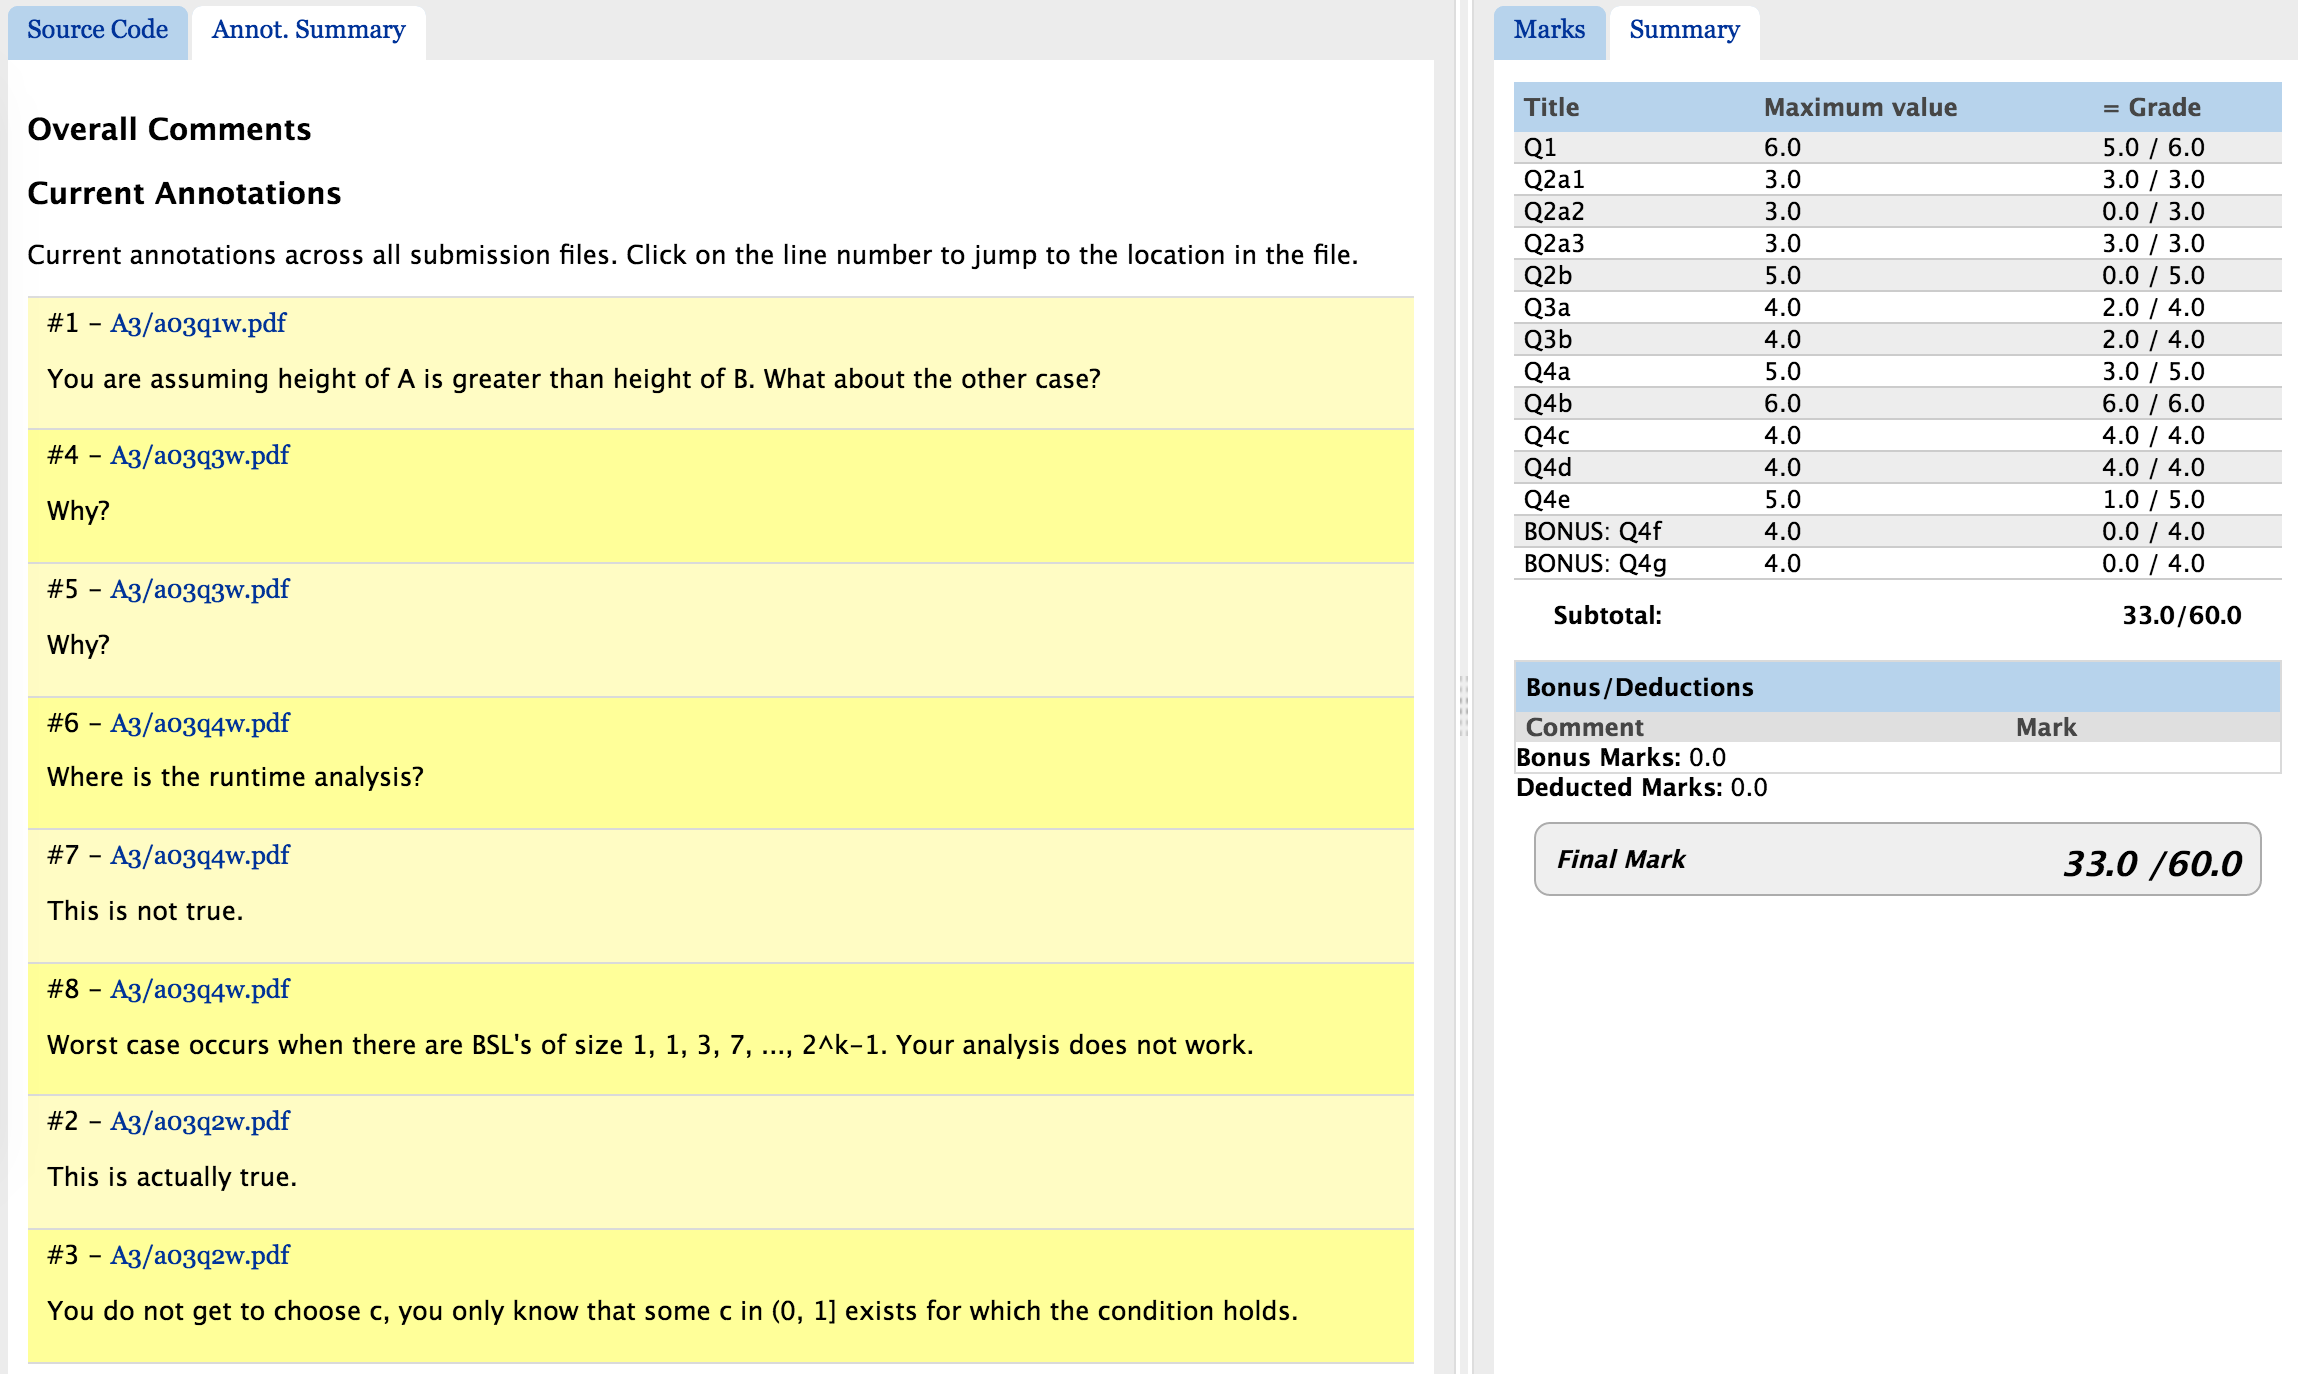 Source Code
Annot. Summary
Overall Comments
Current Annotations
Current annotations across all submission files. Click on the line number to jump to the location in the file.
#1 – A3/a03q1w.pdf
You are assuming height of A is greater than height of B. What about the other case?
#4 – A3/a03q3w.pdf
Why?
#5 – A3/a03q3w.pdf
Why?
#6 – A3/a03q4w.pdf
Where is the runtime analysis?
#7 – A3/a03q4w.pdf
This is not true.
#8 – A3/a03q4w.pdf
Worst case occurs when there are BSL's of size 1, 1, 3, 7, ..., 2^k-1. Your analysis does not work.
#2 – A3/a03q2w.pdf
This is actually true.
#3 – A3/a03q2w.pdf
You do not get to choose c, you only know that some c in (0, 1] exists for which the condition holds.
Marks
Summary
Title Maximum value = Grade
Q1 6.0 5.0 / 6.0
Q2a1 3.0 3.0 / 3.0
Q2a2 3.0 0.0 / 3.0
Q2a3 3.0 3.0 / 3.0
Q2b 5.0 0.0 / 5.0
Q3a 4.0 2.0 / 4.0
Q3b 4.0 2.0 / 4.0
Q4a 5.0 3.0 / 5.0
Q4b 6.0 6.0 / 6.0
Q4c 4.0 4.0 / 4.0
Q4d 4.0 4.0 / 4.0
Q4e 5.0 1.0 / 5.0
BONUS: Q4f 4.0 0.0 / 4.0
BONUS: Q4g 4.0 0.0 / 4.0
Subtotal: 33.0/60.0
Bonus/Deductions
Comment Mark
Bonus Marks: 0.0
Deducted Marks: 0.0
Final Mark 33.0 /60.0